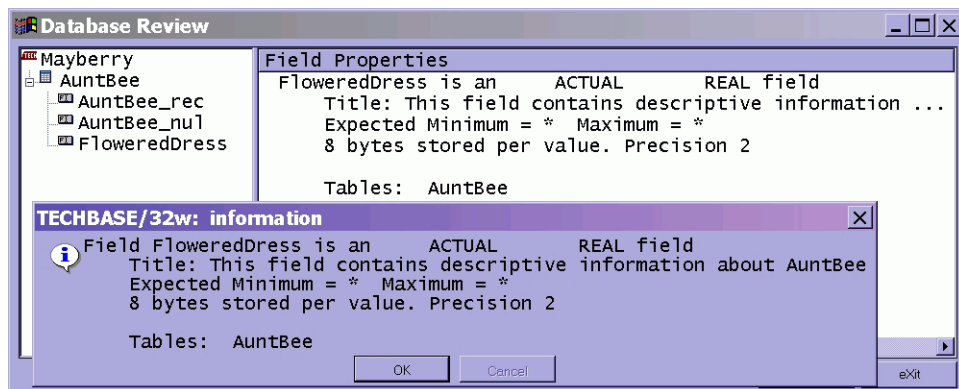 Database Review
Mayberry
AuntBee
AuntBee_rec
AuntBee_nul
FloweredDress
Field Properties
FloweredDress is an ACTUAL REAL field
Title: This field contains descriptive information ...
Expected Minimum = * Maximum = *
8 bytes stored per value. Precision 2
Tables: AuntBee
TECHBASE/32w: information
Field FloweredDress is an ACTUAL REAL field
Title: This field contains descriptive information about AuntBee
Expected Minimum = * Maximum = *
8 bytes stored per value. Precision 2
Tables: AuntBee
OK
Cancel
eXit